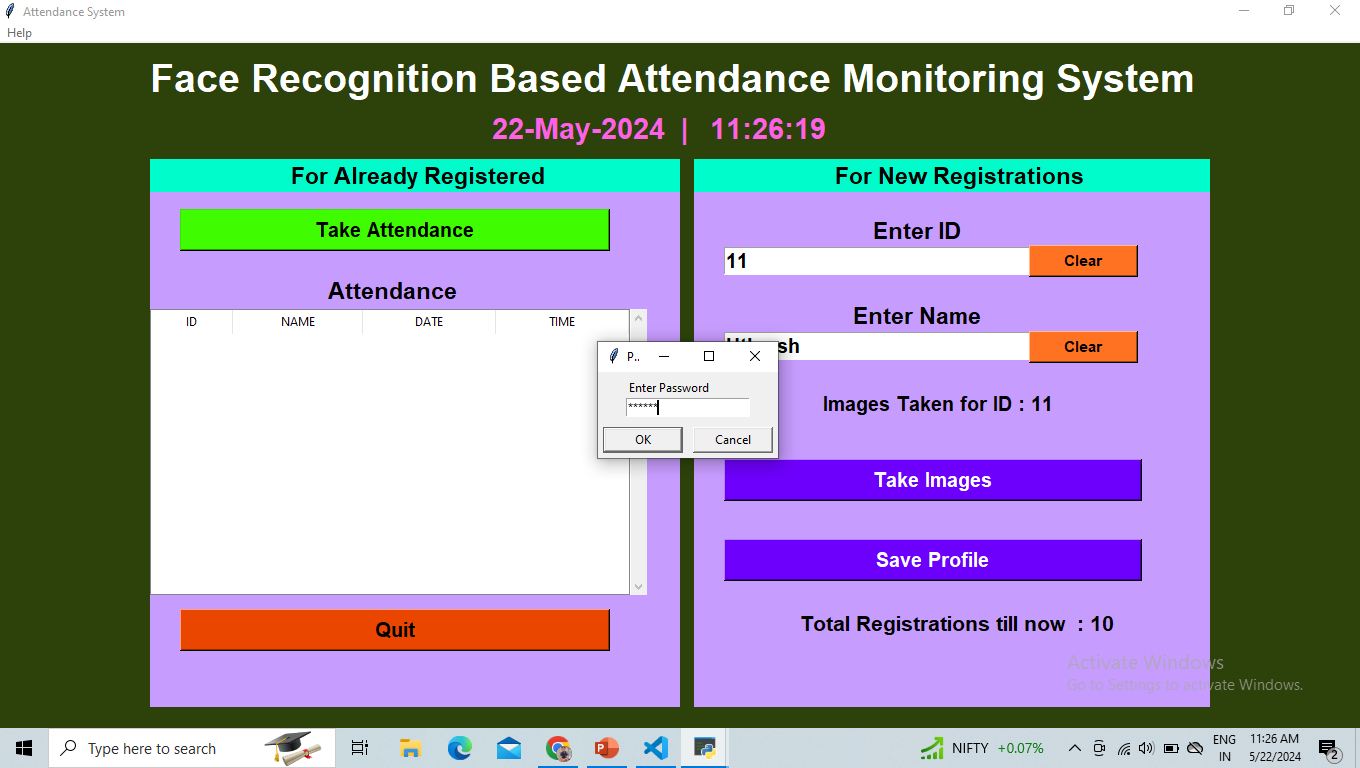 Attendance System
Help
Face Recognition Based Attendance Monitoring System
22-May-2024 | 11:26:19
For Already Registered
Take Attendance
Attendance
ID NAME DATE TIME
Quit
For New Registrations
Enter ID
11 Clear
Enter Name
Clear
Images Taken for ID : 11
Take Images
Save Profile
Total Registrations till now : 10
P..
Enter Password
******
OK Cancel
Activate Windows
Go to Settings to activate Windows.
Type here to search
NIFTY +0.07%
ENG
IN
11:26 AM
5/22/2024
2